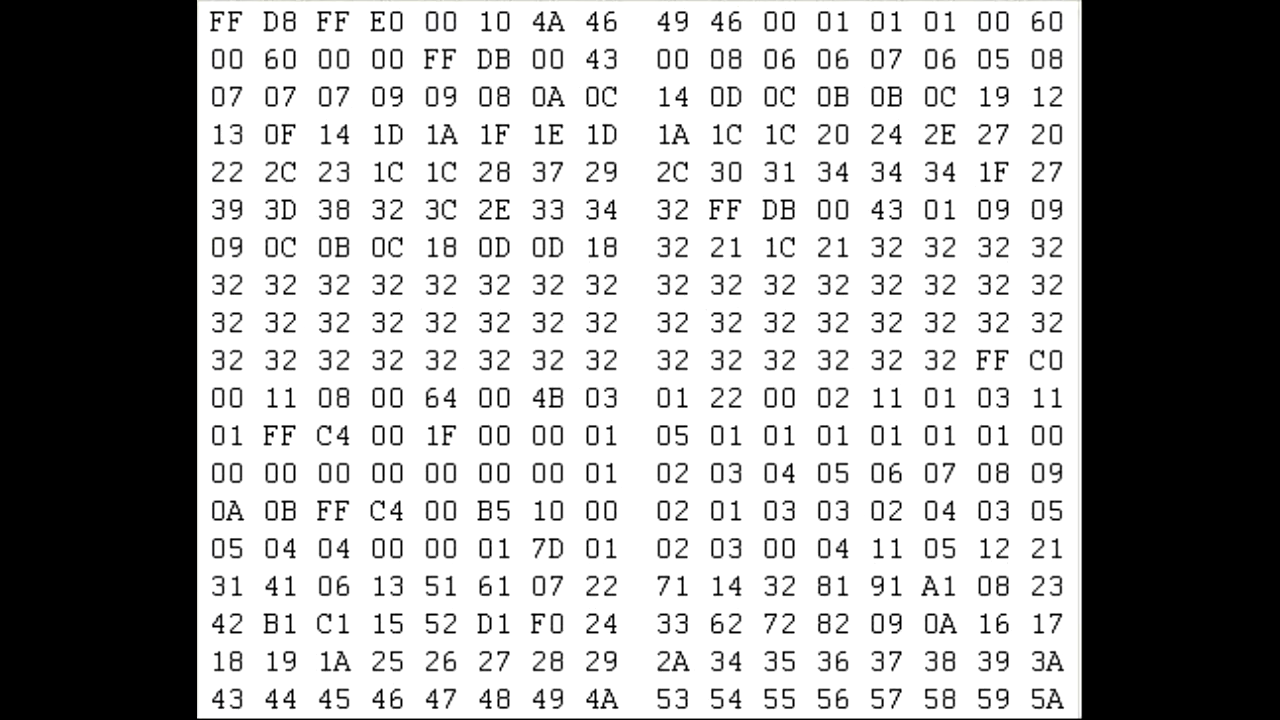 FF D8 FF E0 00 10 4A 46 49 46 00 01 01 01 00 60
00 60 00 00 FF DB 00 43 00 08 06 06 07 06 05 08
07 07 07 09 09 08 0A 0C 14 0D 0C 0B 0B 0C 19 12
13 0F 14 1D 1A 1F 1E 1D 1A 1C 1C 20 24 2E 27 20
22 2C 23 1C 1C 28 37 29 2C 30 31 34 34 34 1F 27
39 3D 38 32 3C 2E 33 34 32 FF DB 00 43 01 09 09
09 0C 0B 0C 18 0D 0D 18 32 21 1C 21 32 32 32 32
32 32 32 32 32 32 32 32 32 32 32 32 32 32 32 32
32 32 32 32 32 32 32 32 32 32 32 32 32 32 32 32
32 32 32 32 32 32 32 32 32 32 32 32 32 32 FF C0
00 11 08 00 64 00 4B 03 01 22 00 02 11 01 03 11
01 FF C4 00 1F 00 00 01 05 01 01 01 01 01 01 00
00 00 00 00 00 00 00 01 02 03 04 05 06 07 08 09
0A 0B FF C4 00 B5 10 00 02 01 03 03 02 04 03 05
05 04 04 00 00 01 7D 01 02 03 00 04 11 05 12 21
31 41 06 13 51 61 07 22 71 14 32 81 91 A1 08 23
42 B1 C1 15 52 D1 F0 24 33 62 72 82 09 0A 16 17
18 19 1A 25 26 27 28 29 2A 34 35 36 37 38 39 3A
43 44 45 46 47 48 49 4A 53 54 55 56 57 58 59 5A